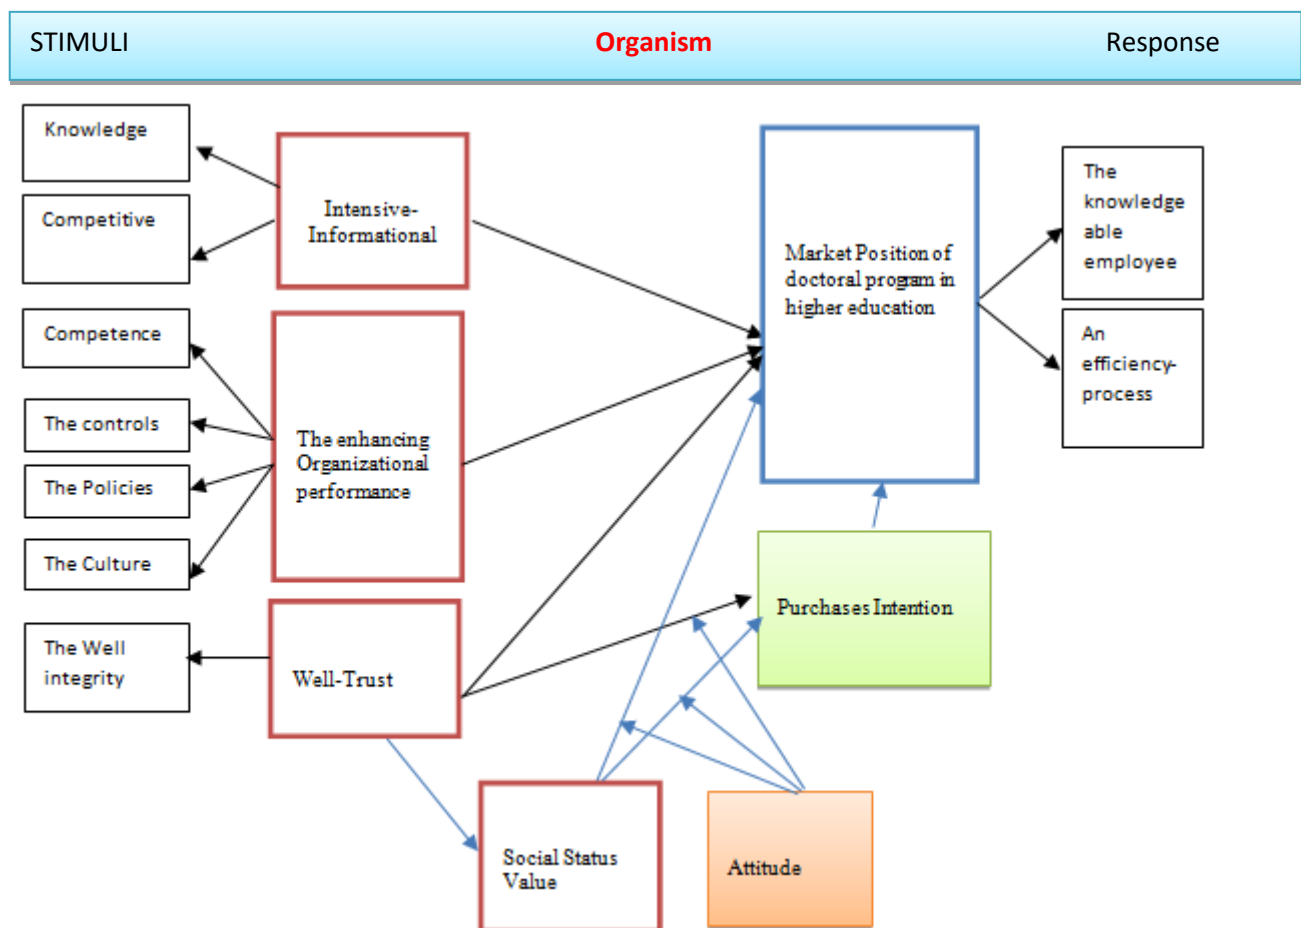 STIMULI Organism Response
Knowledge
Competitive
Competence
The controls
The Policies
The Culture
The Well
integrity
Intensive-
Informational
The enhancing
Organizational
performance
Well-Trust
Social Status
Value
Attitude
Purchases Intention
Market Position of
doctoral program in
higher education
The
knowledge
able
employee
An
efficiency-
process